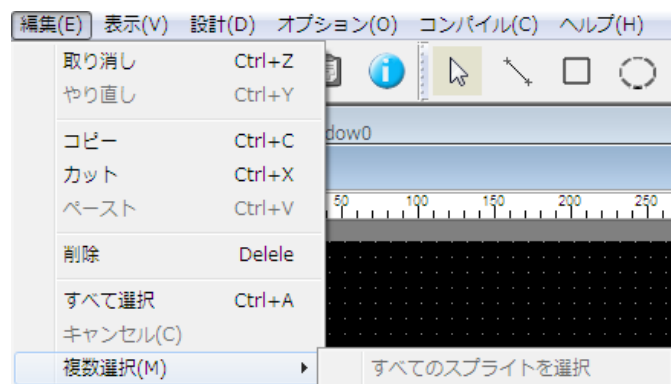 編集(E) 表示(V) 設計(D) オプション(O) コンパイル(C) ヘルプ(H)
取り消し Ctrl+Z
やり直し Ctrl+Y
コピー Ctrl+C
dow0
カット Ctrl+X
ペースト Ctrl+V
50 100 150 200 250
削除 Delele
すべて選択 Ctrl+A
キャンセル(C)
複数選択(M) すべてのスプライトを選択